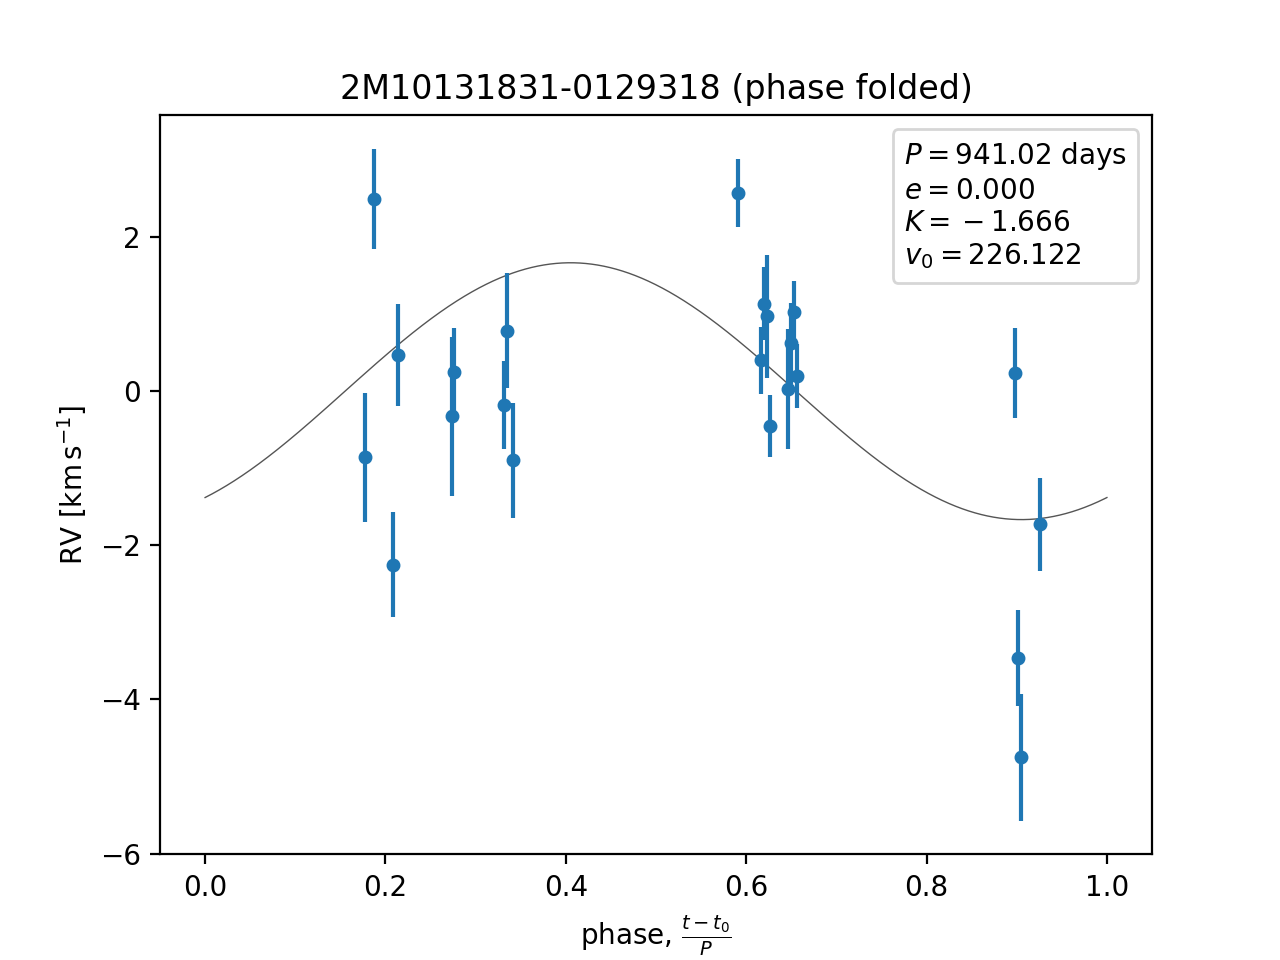 2M10131831-0129318 (phase folded)
P = 941.02 days
e = 0.000
K = −1.666
v₀ = 226.122
RV [km s⁻¹]
2
0
−2
−4
−6
0.0 0.2 0.4 0.6 0.8 1.0
phase, (t − t₀)/P